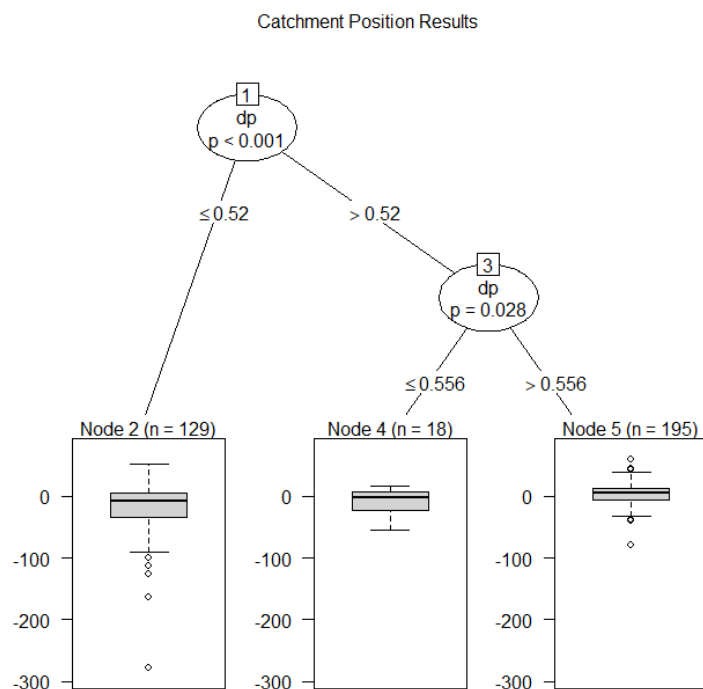 Catchment Position Results
1
dp
p < 0.001
≤ 0.52
> 0.52
3
dp
p = 0.028
≤ 0.556
> 0.556
Node 2 (n = 129)
0
-100
-200
-300
Node 4 (n = 18)
0
-100
-200
-300
Node 5 (n = 195)
0
-100
-200
-300